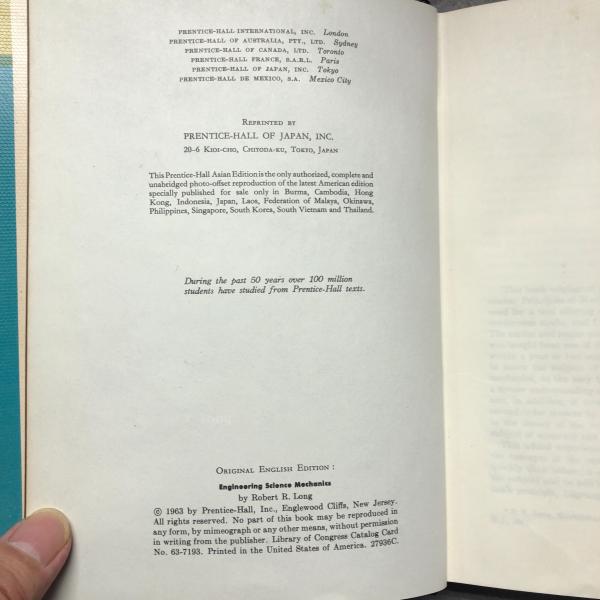 PRENTICE-HALL INTERNATIONAL, INC. London
PRENTICE-HALL OF AUSTRALIA, PTY., LTD. Sydney
PRENTICE-HALL OF CANADA, LTD. Toronto
PRENTICE-HALL FRANCE, S.A.R.L. Paris
PRENTICE-HALL OF JAPAN, INC. Tokyo
PRENTICE-HALL DE MEXICO, S.A. Mexico City
REPRINTED BY
PRENTICE-HALL OF JAPAN, INC.
20-6 KIOI-CHO, CHIYODA-KU, TOKYO, JAPAN
This Prentice-Hall Asian Edition is the only authorized, complete and
unabridged photo-offset reproduction of the latest American edition
specially published for sale only in Burma, Cambodia, Hong
Kong, Indonesia, Japan, Laos, Federation of Malaya, Okinawa,
Philippines, Singapore, South Korea, South Vietnam and Thailand.
During the past 50 years over 100 million
students have studied from Prentice-Hall texts.
ORIGINAL ENGLISH EDITION :
Engineering Science Mechanics
by Robert R. Long
© 1963 by Prentice-Hall, Inc., Englewood Cliffs, New Jersey.
All rights reserved. No part of this book may be reproduced in
any form, by mimeograph or any other means, without permission
in writing from the publisher. Library of Congress Catalog Card
No. 63-7193. Printed in the United States of America. 27936C.